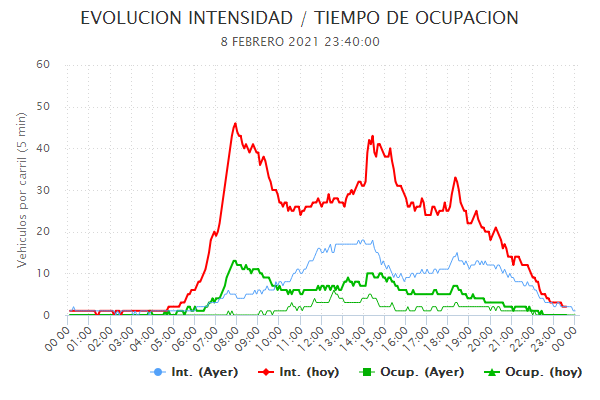 EVOLUCION INTENSIDAD / TIEMPO DE OCUPACION
8 FEBRERO 2021 23:40:00
Vehículos por carril (5 min)
60
50
40
30
20
10
0
00:00 01:00 02:00 03:00 04:00 05:00 06:00 07:00 08:00 09:00 10:00 11:00 12:00 13:00 14:00 15:00 16:00 17:00 18:00 19:00 20:00 21:00 22:00 23:00 00:00
Int. (Ayer) Int. (hoy) Ocup. (Ayer) Ocup. (hoy)